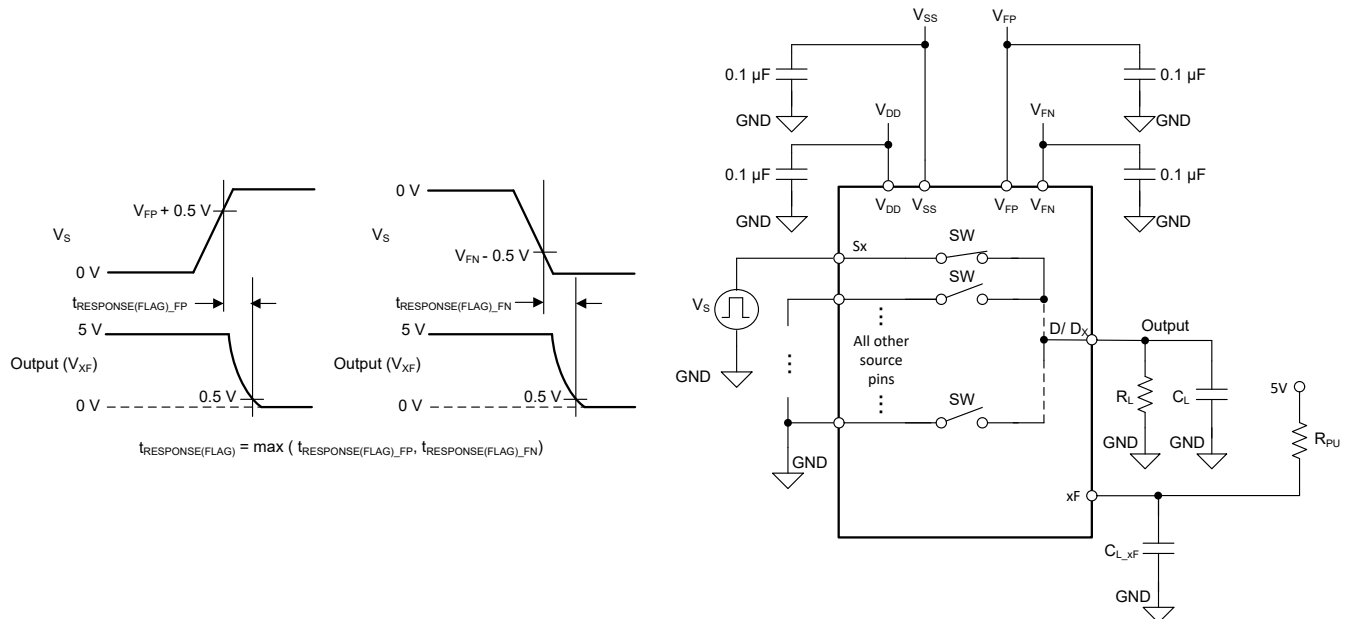 V_FP + 0.5 V
V_S
0 V
t_RESPONSE(FLAG)_FP
5 V
Output (V_XF)
0.5 V
0 V
0 V
V_S
V_FN - 0.5 V
t_RESPONSE(FLAG)_FN
5 V
Output (V_XF)
0.5 V
0 V
t_RESPONSE(FLAG) = max ( t_RESPONSE(FLAG)_FP, t_RESPONSE(FLAG)_FN)
V_SS
V_FP
0.1 µF
0.1 µF
GND
V_DD
V_FN
GND
0.1 µF
0.1 µF
GND
V_DD
V_SS
V_FP
V_FN
GND
Sx
SW
SW
V_S
GND
...
...
All other
source
pins
...
SW
GND
D/ D_X
Output
R_L
C_L
GND
GND
5V
R_PU
xF
C_L_xF
GND